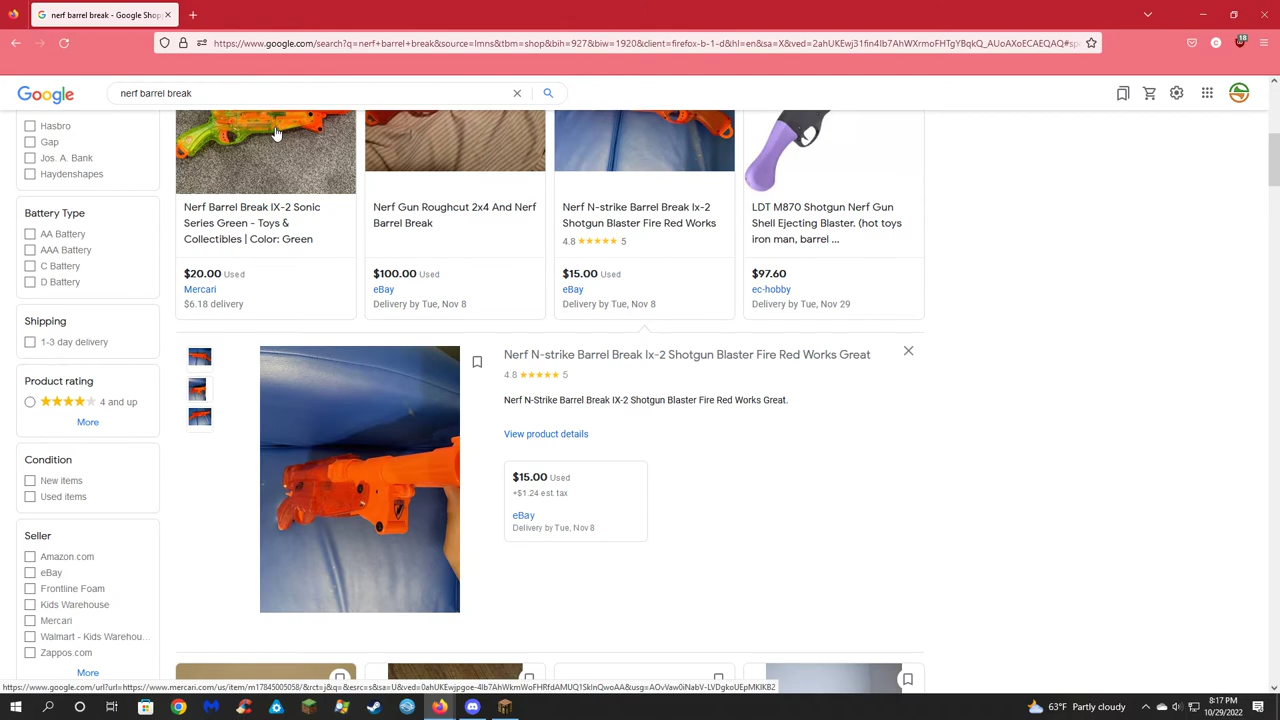 nerf barrel break - Google Shop
https://www.google.com/search?q=nerf+barrel+break&source=lmns&tbm=shop&bih=927&biw=1920&client=firefox-b-1-d&hl=en&sa=X&ved=
C
18
Google
nerf barrel break
Hasbro
Gap
Jos. A. Bank
Haydenshapes
Battery Type
AA Battery
AAA Battery
C Battery
D Battery
Shipping
1-3 day delivery
Product rating
4 and up
More
Condition
New items
Used items
Seller
Amazon.com
eBay
Frontline Foam
Kids Warehouse
Mercari
Walmart - Kids Warehou...
Zappos.com
More
Nerf Barrel Break IX-2 Sonic
Series Green - Toys &
Collectibles | Color: Green
$20.00 Used
Mercari
$6.18 delivery
Nerf Gun Roughcut 2x4 And Nerf
Barrel Break
$100.00 Used
eBay
Delivery by Tue, Nov 8
Nerf N-strike Barrel Break Ix-2
Shotgun Blaster Fire Red Works
4.8 5
$15.00 Used
eBay
Delivery by Tue, Nov 8
LDT M870 Shotgun Nerf Gun
Shell Ejecting Blaster. (hot toys
iron man, barrel ...
$97.60
ec-hobby
Delivery by Tue, Nov 29
Nerf N-strike Barrel Break Ix-2 Shotgun Blaster Fire Red Works Great
4.8 5
Nerf N-Strike Barrel Break IX-2 Shotgun Blaster Fire Red Works Great.
View product details
$15.00 Used
+$1.24 est. tax
eBay
Delivery by Tue, Nov 8
https://www.google.com/url?url=https://www.mercari.com/us/item/m17845005058/&rct=j&q=&esrc=s&sa=U&ved=
63°F Partly cloudy
8:17 PM
10/29/2022